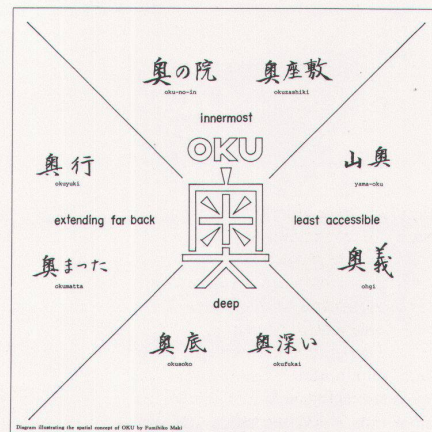 奥の院 奥座敷
oku-no-in okuzashiki
innermost
OKU
奥
奥行
okuyuki
山奥
yama-oku
extending far back
least accessible
奥まった
okumatta
奥義
ohgi
deep
奥底 奥深い
okusoko okufukai
Diagram illustrating the spatial concept of OKU by Fumihiko Maki